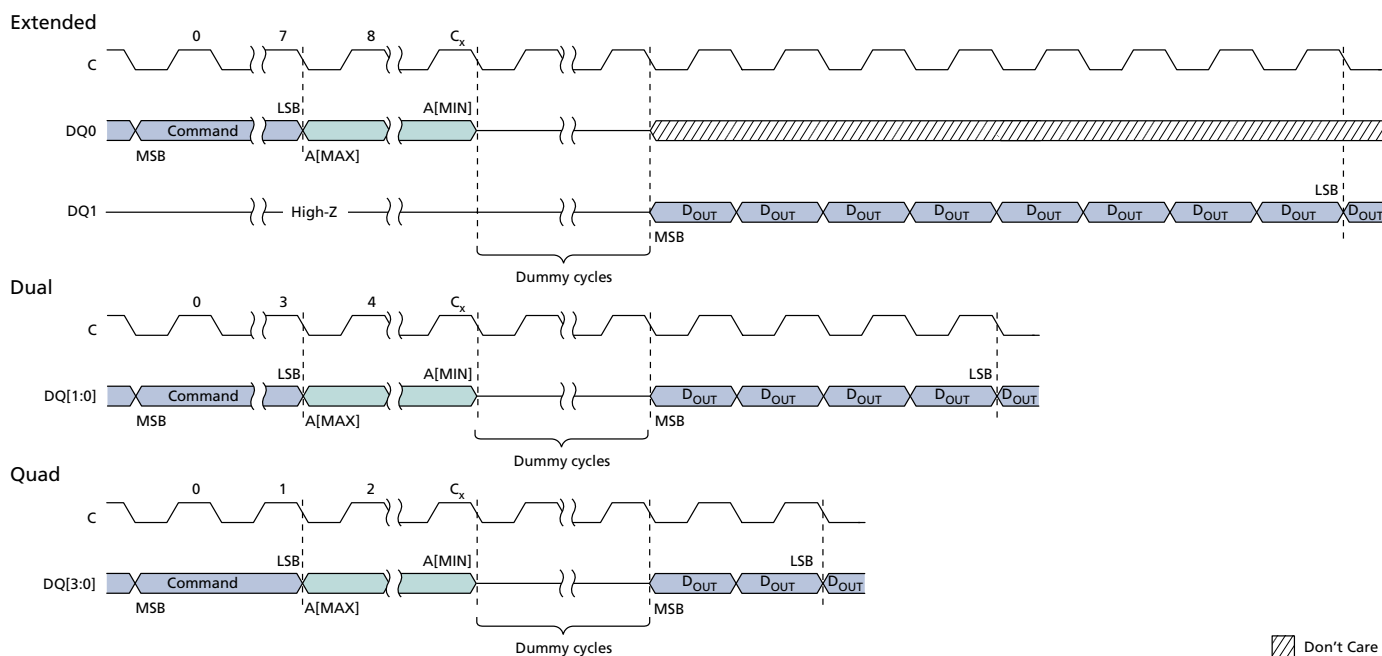 Extended
0 7 8 Cx
C
LSB A[MIN]
DQ0 Command
MSB A[MAX]
LSB
DQ1 High-Z DOUT DOUT DOUT DOUT DOUT DOUT DOUT DOUT DOUT
MSB
Dummy cycles
Dual
0 3 4 Cx
C
LSB A[MIN] LSB
DQ[1:0] Command DOUT DOUT DOUT DOUT DOUT
MSB A[MAX] MSB
Dummy cycles
Quad
0 1 2 Cx
C
LSB A[MIN] LSB
DQ[3:0] Command DOUT DOUT DOUT
MSB A[MAX] MSB
Dummy cycles
Don't Care